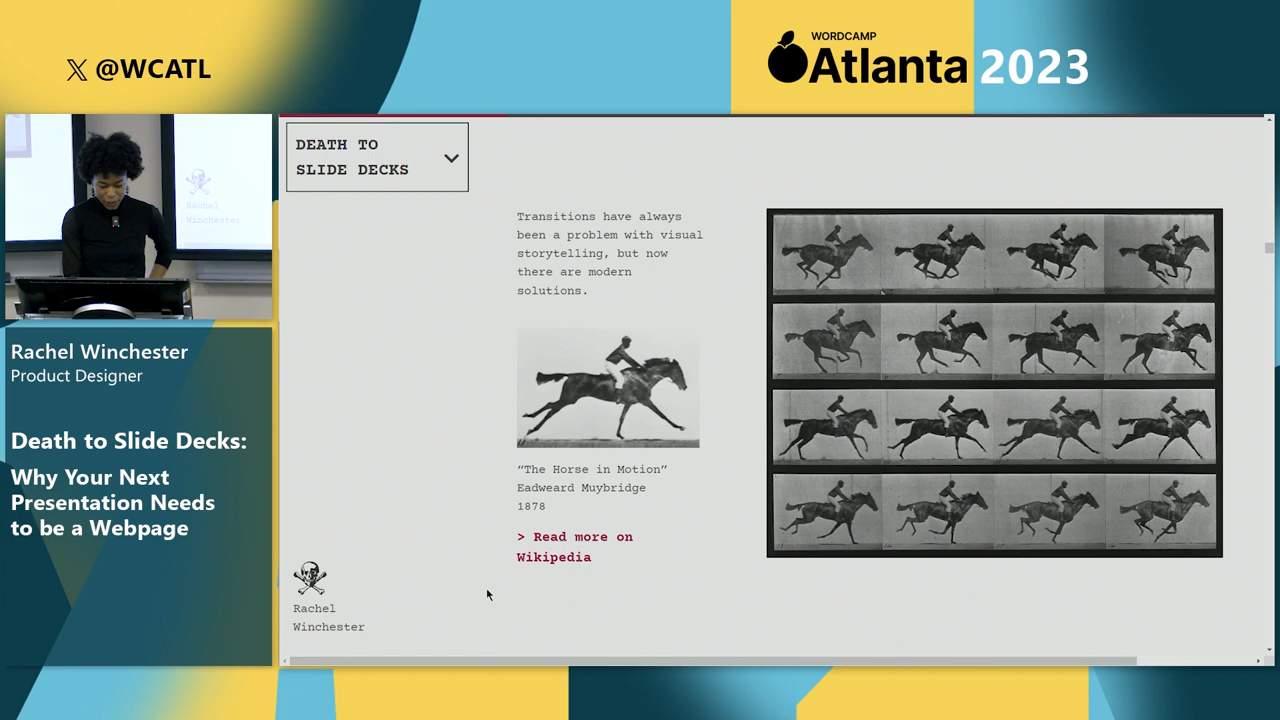 𝕏 @WCATL
WORDCAMP
Atlanta 2023
DEATH TO
SLIDE DECKS
Transitions have always
been a problem with visual
storytelling, but now
there are modern
solutions.
“The Horse in Motion”
Eadweard Muybridge
1878
> Read more on
Wikipedia
Rachel
Winchester
Rachel
Winchester
Rachel Winchester
Product Designer
Death to Slide Decks:
Why Your Next
Presentation Needs
to be a Webpage